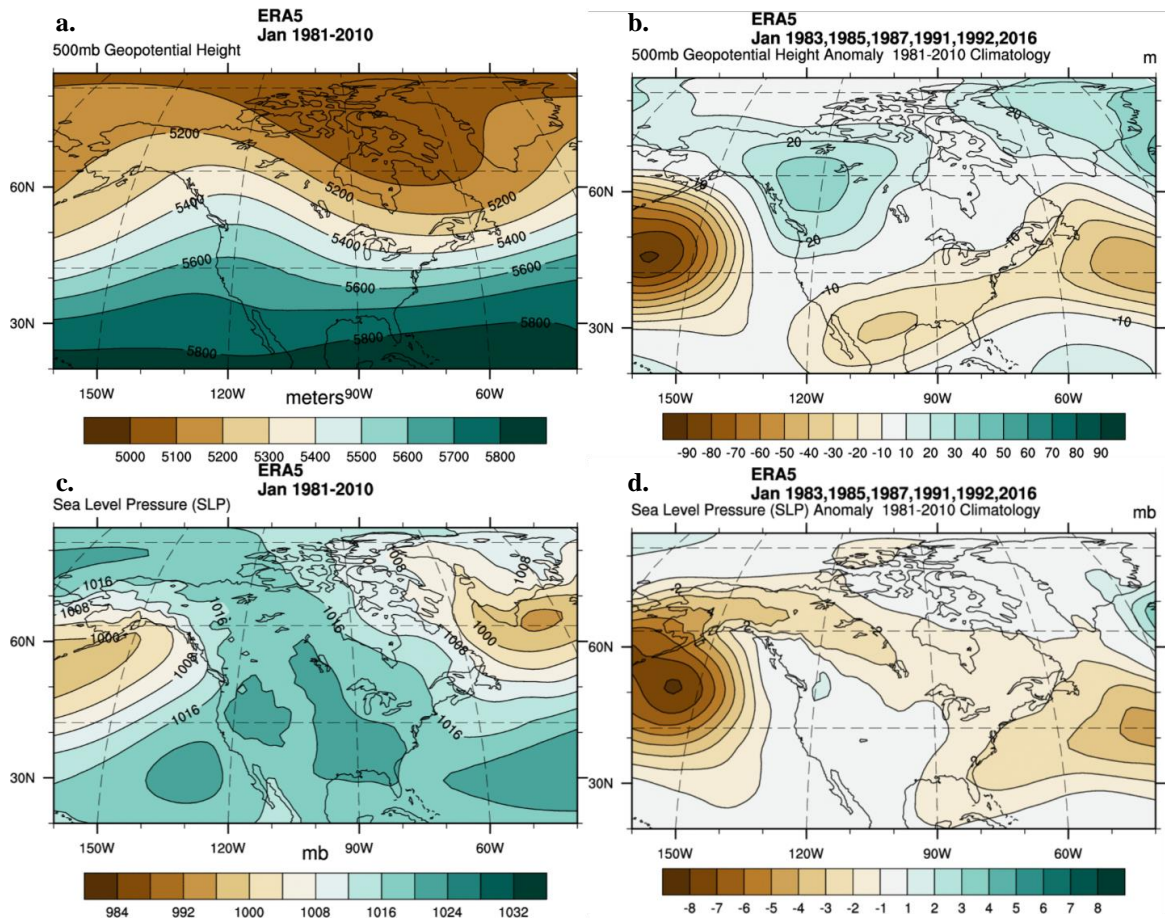 a.
ERA5
Jan 1981-2010
500mb Geopotential Height
5200
5400
5600
5200
5200
5400
5400
5600
5600
5800
5800
5800
60N
30N
150W
120W
90W
60W
meters
5000 5100 5200 5300 5400 5500 5600 5700 5800
b.
ERA5
Jan 1983,1985,1987,1991,1992,2016
500mb Geopotential Height Anomaly 1981-2010 Climatology
m
20
20
20
-10
-10
-10
60N
30N
150W
120W
90W
60W
-90 -80 -70 -60 -50 -40 -30 -20 -10 10 20 30 40 50 60 70 80 90
c.
ERA5
Jan 1981-2010
Sea Level Pressure (SLP)
1016
1008
1000
1008
1016
1016
1008
1008
1008
1000
1016
1016
60N
30N
150W
120W
mb
90W
60W
984 992 1000 1008 1016 1024 1032
d.
ERA5
Jan 1983,1985,1987,1991,1992,2016
Sea Level Pressure (SLP) Anomaly 1981-2010 Climatology
mb
-2
60N
30N
150W
120W
90W
60W
-8 -7 -6 -5 -4 -3 -2 -1 1 2 3 4 5 6 7 8